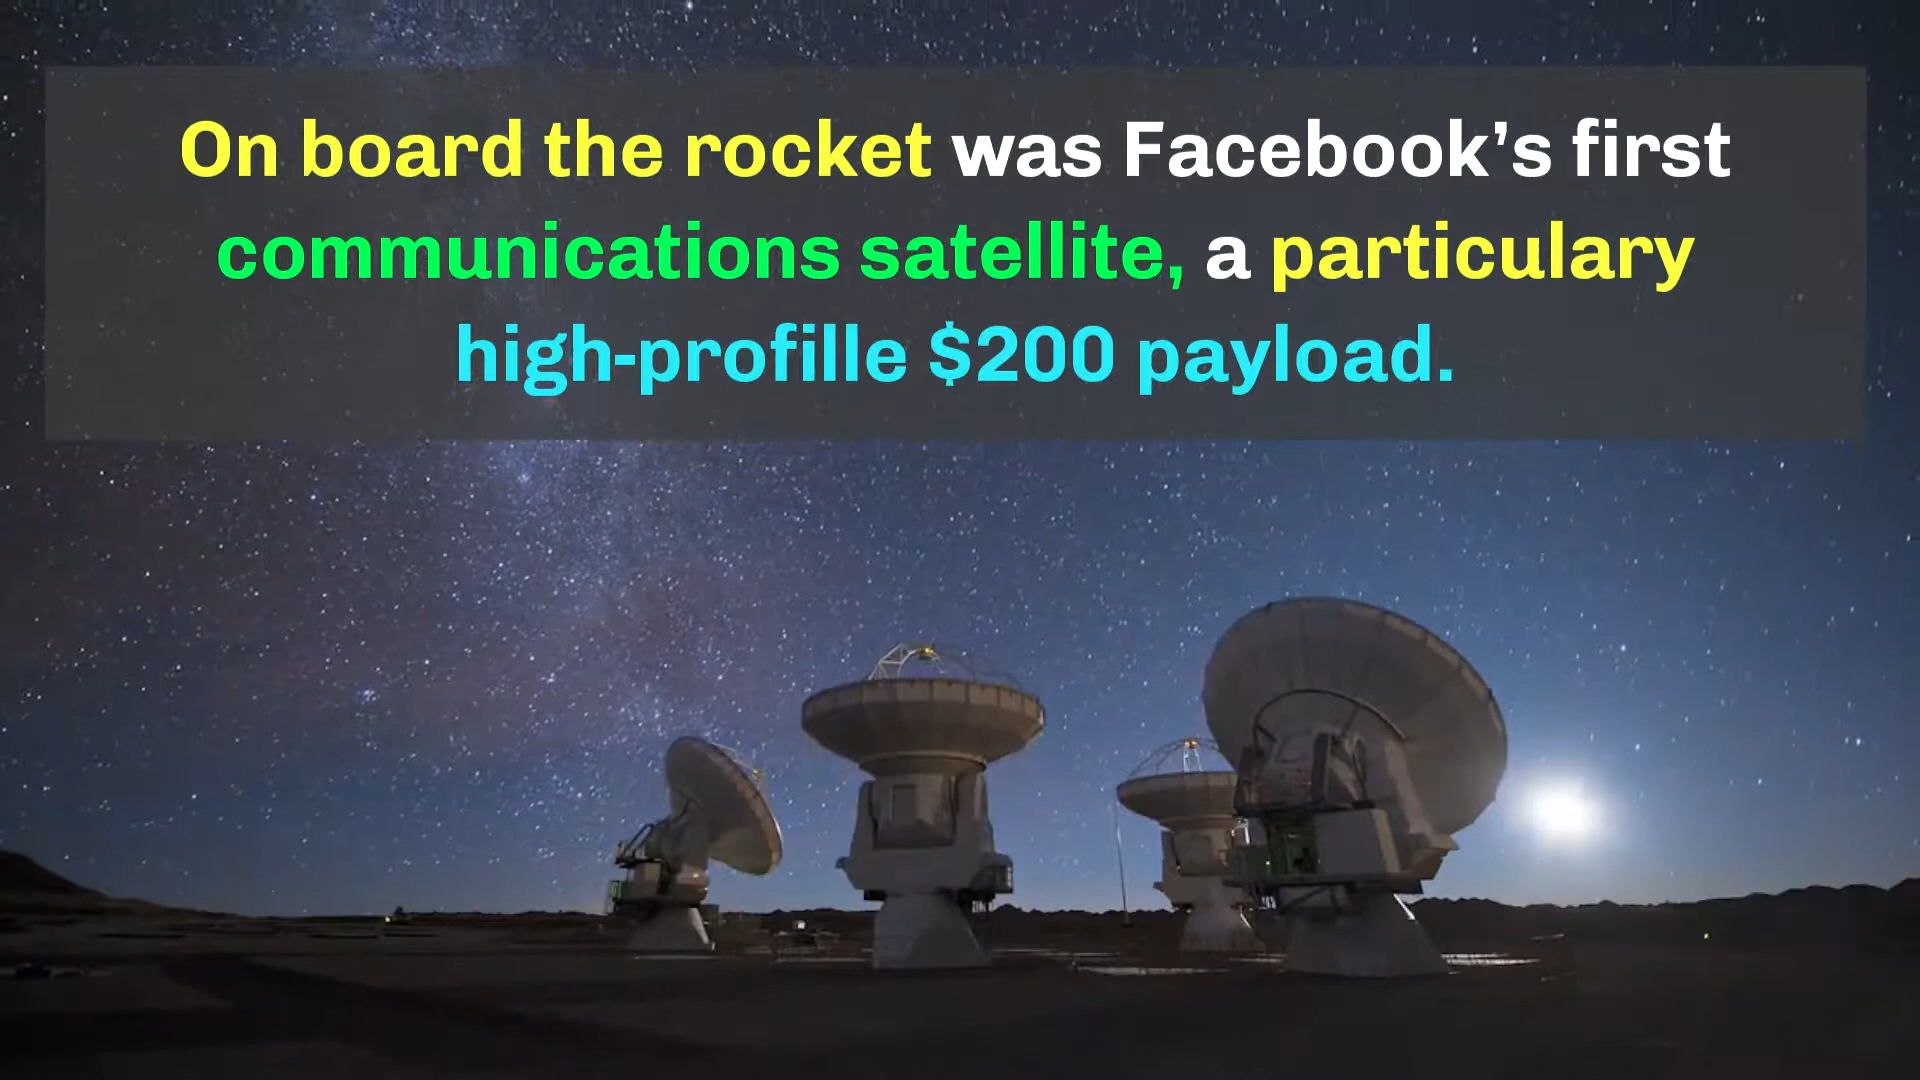 On board the rocket was Facebook’s first
communications satellite, a particulary
high-profille $200 payload.